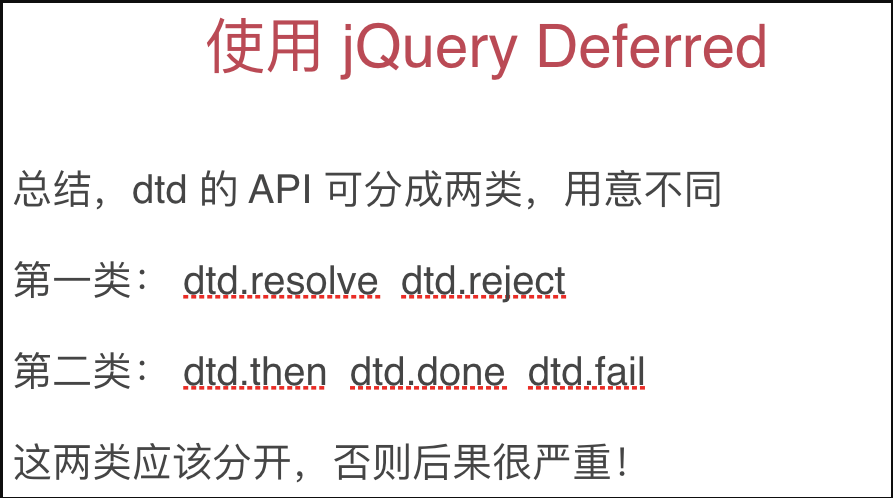 使用 jQuery Deferred
总结，dtd 的 API 可分成两类，用意不同
第一类： dtd.resolve  dtd.reject
第二类： dtd.then  dtd.done  dtd.fail
这两类应该分开，否则后果很严重！